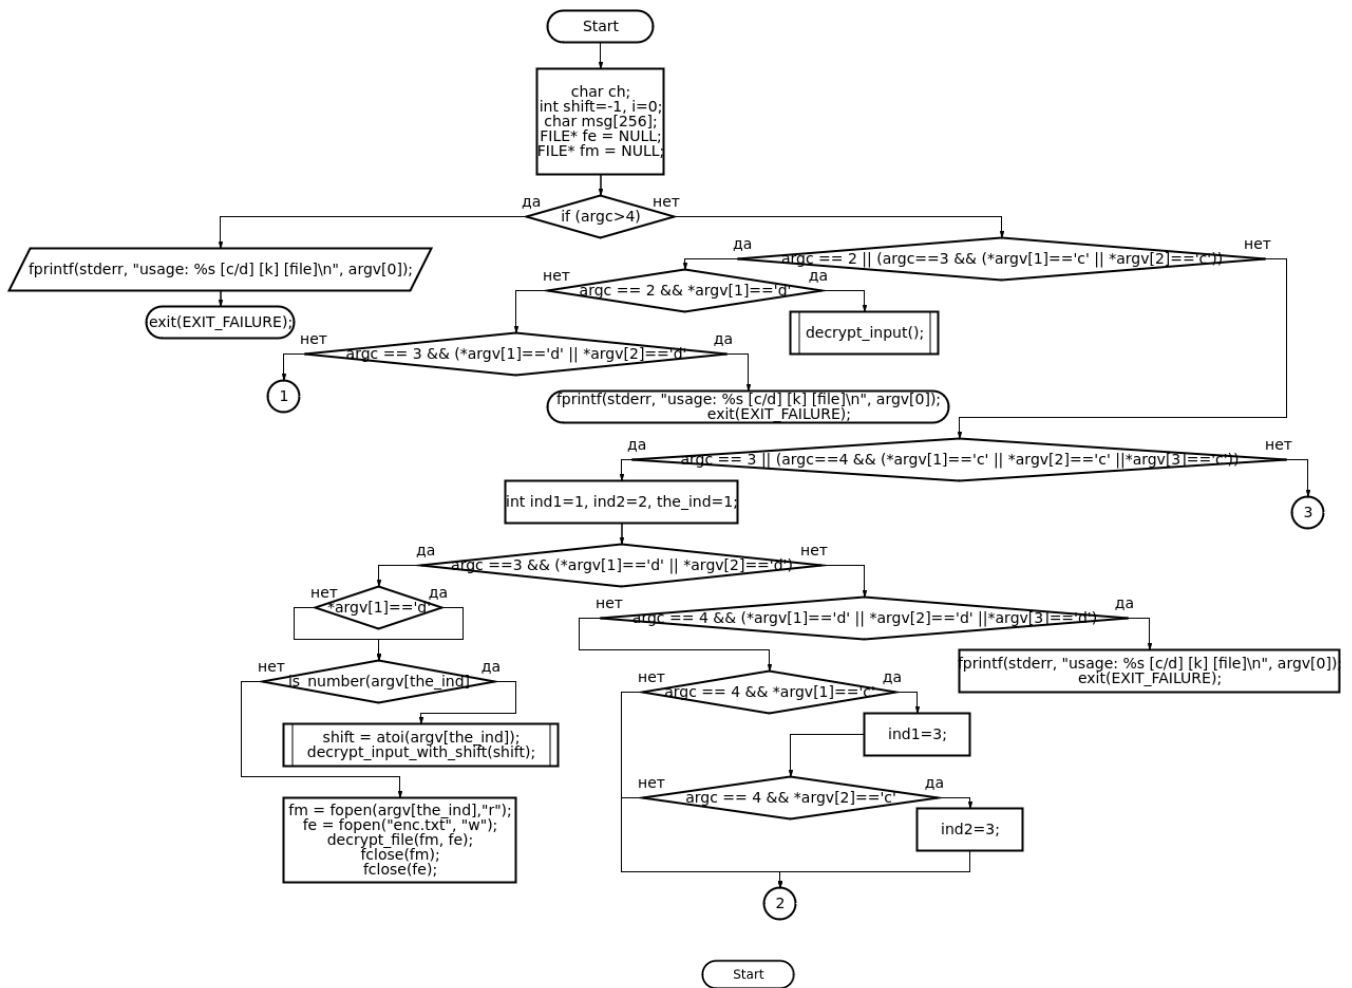 Start
char ch;
int shift=-1, i=0;
char msg[256];
FILE* fe = NULL;
FILE* fm = NULL;
да
if (argc>4)
нет
fprintf(stderr, "usage: %s [c/d] [k] [file]\n", argv[0]);
exit(EXIT_FAILURE);
да
argc == 2 || (argc==3 && (*argv[1]=='c' || *argv[2]=='c'))
нет
нет
argc == 2 && *argv[1]=='d'
да
decrypt_input();
нет
argc == 3 && (*argv[1]=='d' || *argv[2]=='d'
да
1
fprintf(stderr, "usage: %s [c/d] [k] [file]\n", argv[0]);
exit(EXIT_FAILURE);
да
argc == 3 || (argc==4 && (*argv[1]=='c' || *argv[2]=='c' ||*argv[3]=='c'))
нет
3
int ind1=1, ind2=2, the_ind=1;
да
argc ==3 && (*argv[1]=='d' || *argv[2]=='d')
нет
нет
*argv[1]=='d'
да
нет
argc == 4 && (*argv[1]=='d' || *argv[2]=='d' ||*argv[3]=='d')
да
fprintf(stderr, "usage: %s [c/d] [k] [file]\n", argv[0])
exit(EXIT_FAILURE);
нет
is_number(argv[the_ind]
да
shift = atoi(argv[the_ind]);
decrypt_input_with_shift(shift);
fm = fopen(argv[the_ind],"r");
fe = fopen("enc.txt", "w");
decrypt_file(fm, fe);
fclose(fm);
fclose(fe);
нет
argc == 4 && *argv[1]=='c'
да
ind1=3;
нет
argc == 4 && *argv[2]=='c'
да
ind2=3;
2
Start